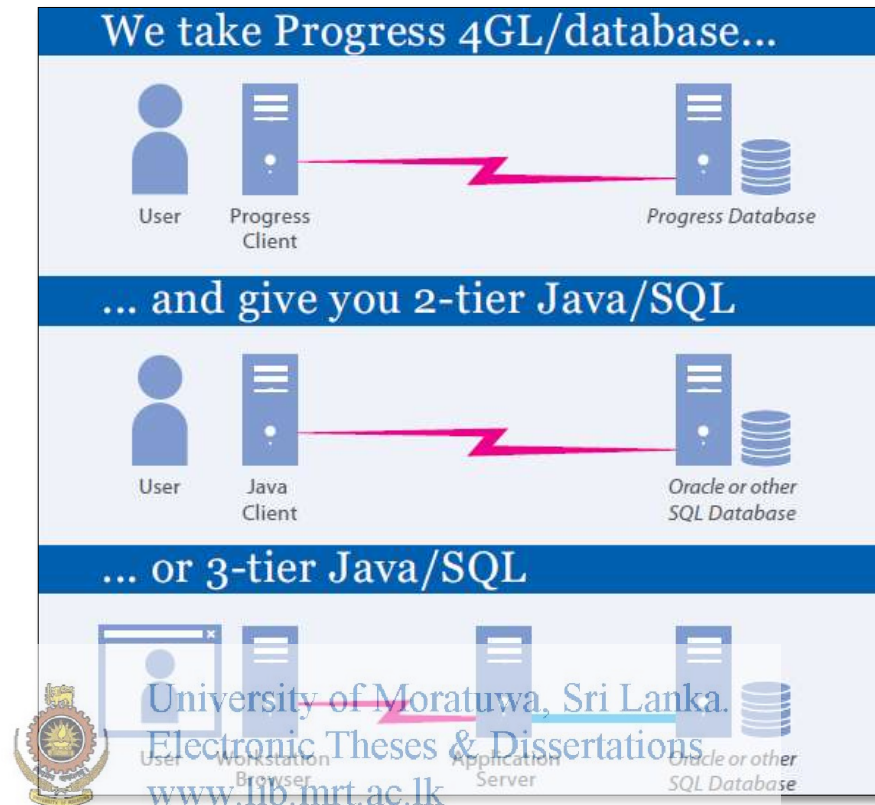 We take Progress 4GL/database...
User
Progress
Client
Progress Database
... and give you 2-tier Java/SQL
User
Java
Client
Oracle or other
SQL Database
... or 3-tier Java/SQL
University of Moratuwa, Sri Lanka.
Electronic Theses & Dissertations
www.lib.mrt.ac.lk
User
Workstation
Browser
Application
Server
Oracle or other
SQL Database